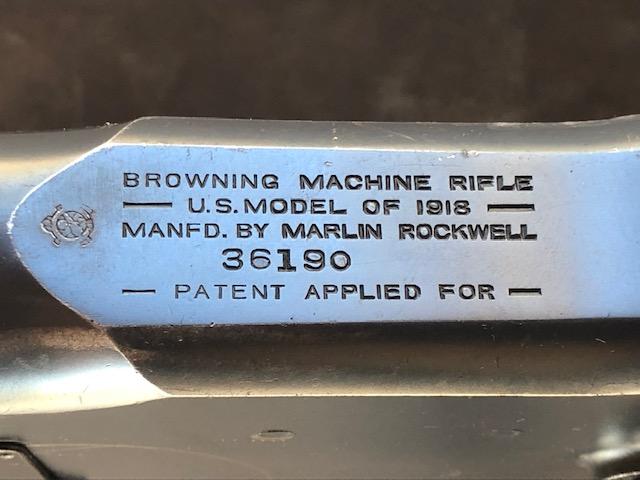 BROWNING MACHINE RIFLE
— U.S. MODEL OF 1918 —
MANFD. BY MARLIN ROCKWELL
36190
— PATENT APPLIED FOR —